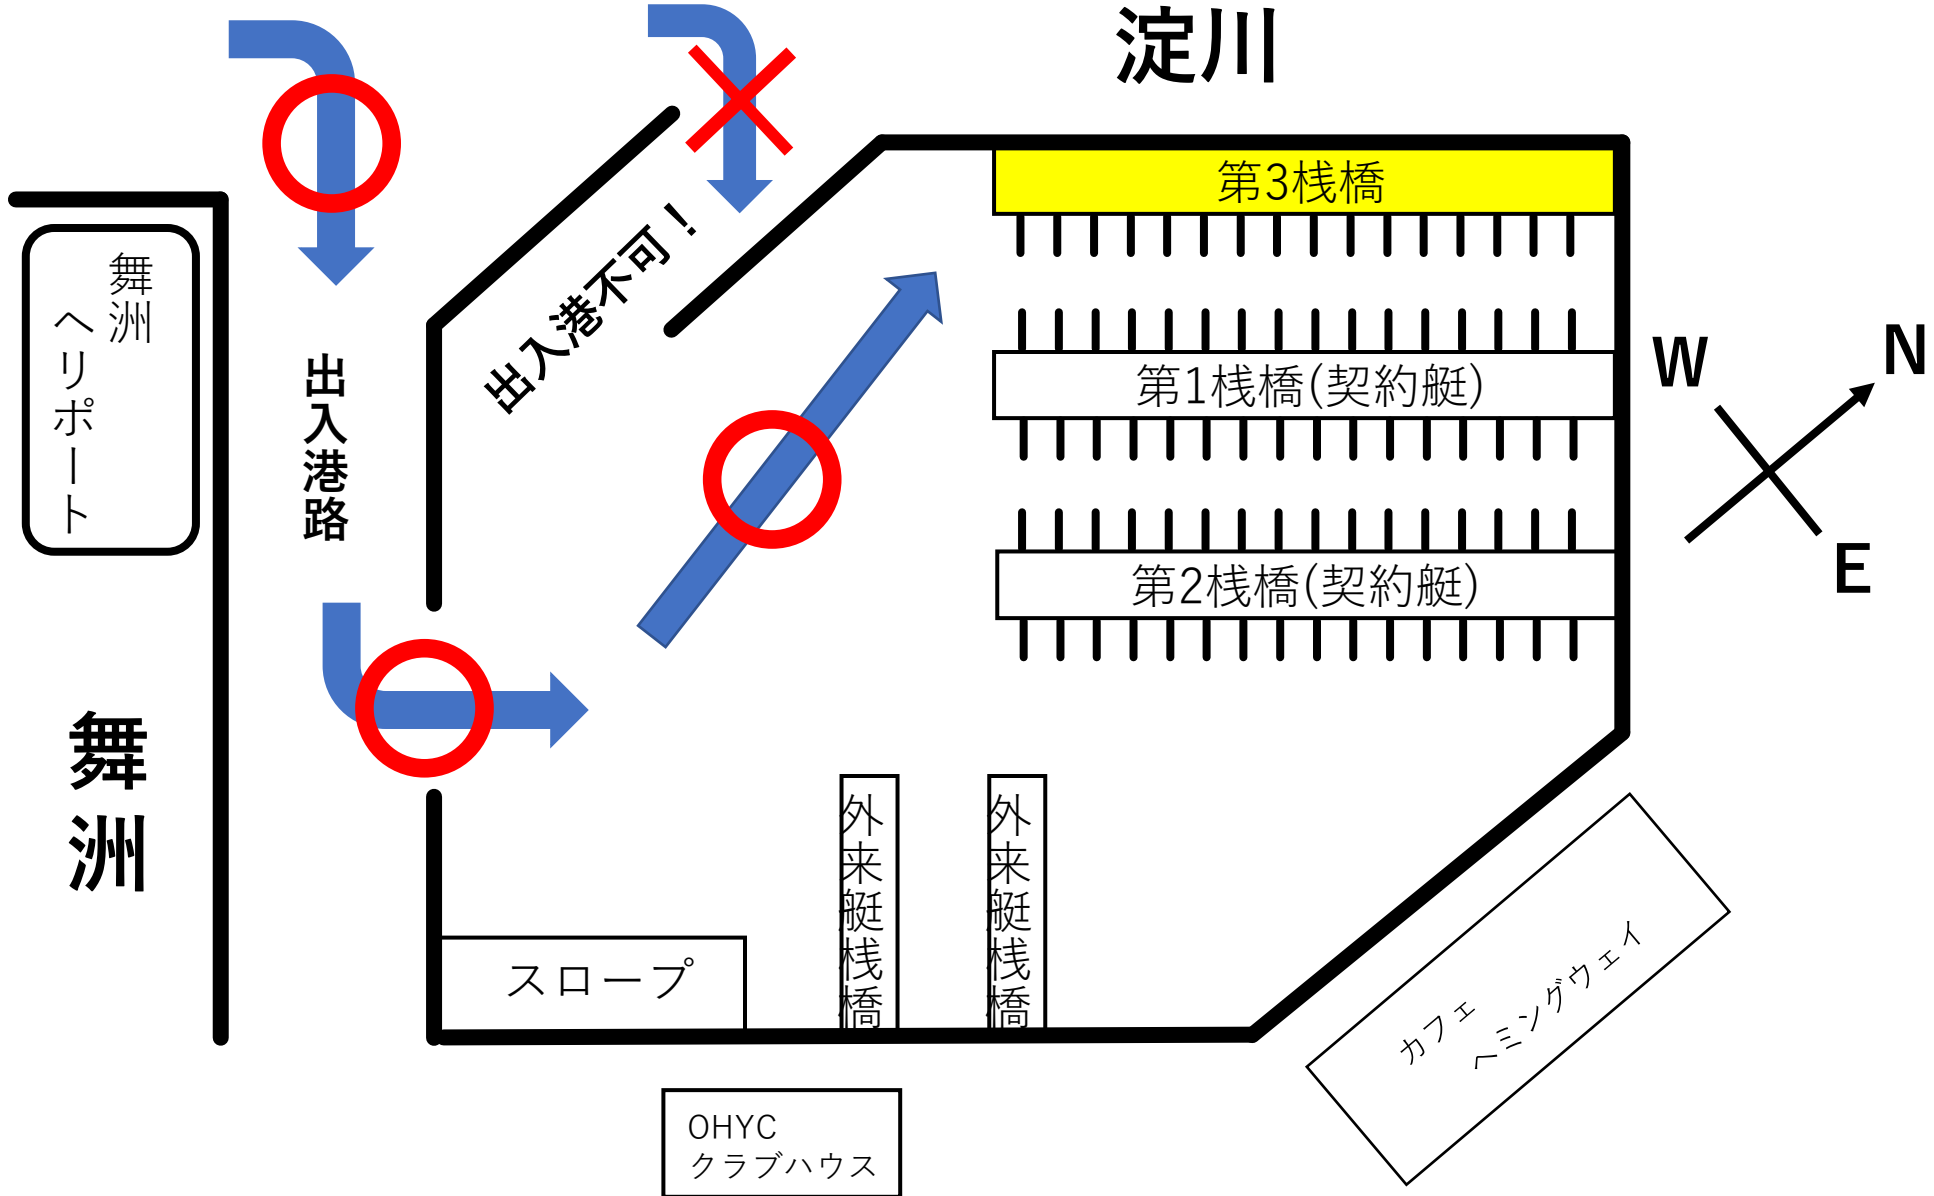 淀川
第3桟橋
出入港不可！
舞洲
ヘリポート
出入港路
第1桟橋(契約艇)
W
N
E
第2桟橋(契約艇)
舞洲
外来艇桟橋
外来艇桟橋
スロープ
カフェ
ヘミングウェイ
OHYC
クラブハウス